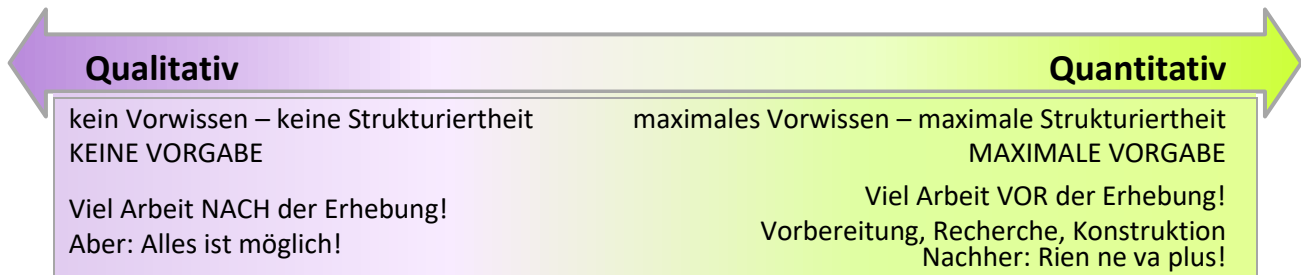 Qualitativ
Quantitativ
kein Vorwissen – keine Strukturiertheit
KEINE VORGABE
Viel Arbeit NACH der Erhebung!
Aber: Alles ist möglich!
maximales Vorwissen – maximale Strukturiertheit
MAXIMALE VORGABE
Viel Arbeit VOR der Erhebung!
Vorbereitung, Recherche, Konstruktion
Nachher: Rien ne va plus!